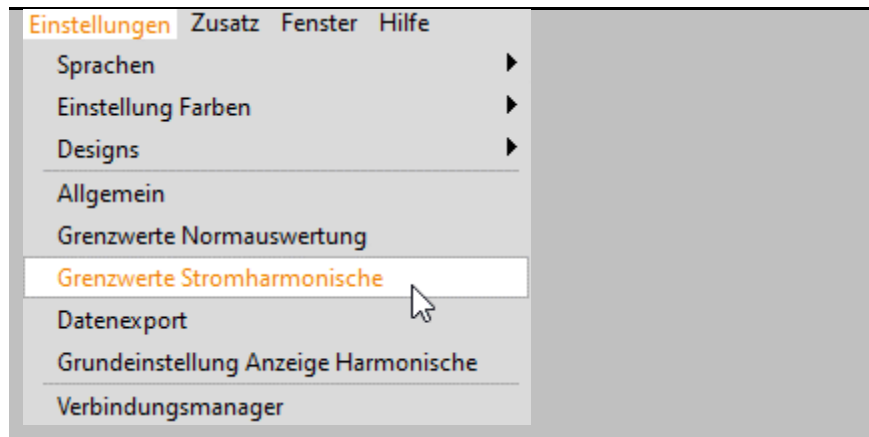 Einstellungen Zusatz Fenster Hilfe
Sprachen
Einstellung Farben
Designs
Allgemein
Grenzwerte Normauswertung
Grenzwerte Stromharmonische
Datenexport
Grundeinstellung Anzeige Harmonische
Verbindungsmanager